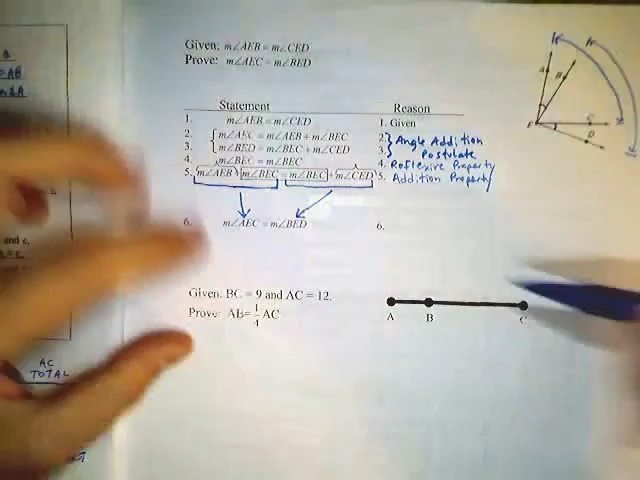 Given: m∠AEB = m∠CED
Prove: m∠AEC = m∠BED
Statement Reason
1. m∠AEB = m∠CED 1. Given
2. m∠AEC = m∠AEB + m∠BEC 2. Angle Addition
3. m∠BED = m∠BEC + m∠CED 3. Postulate
4. m∠BEC = m∠BEC 4. Reflexive Property
5. m∠AEB + m∠BEC = m∠BEC + m∠CED 5. Addition Property
6. m∠AEC = m∠BED 6.
Given: BC = 9 and AC = 12.
Prove: AB = 1/4 AC
A B C
A B C D E
and c,
AC
TOTAL